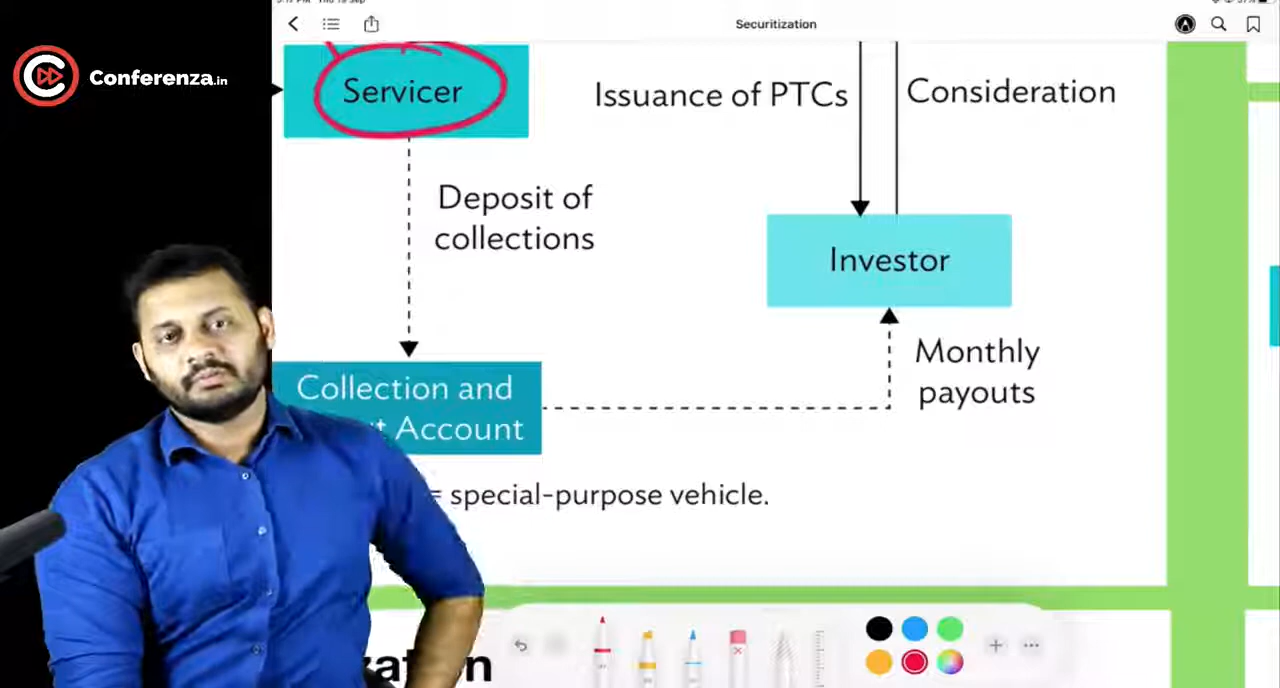 Securitization
Conferenza.in
Servicer
Issuance of PTCs
Consideration
Deposit of
collections
Investor
Monthly
payouts
Collection and
Account
= special-purpose vehicle.